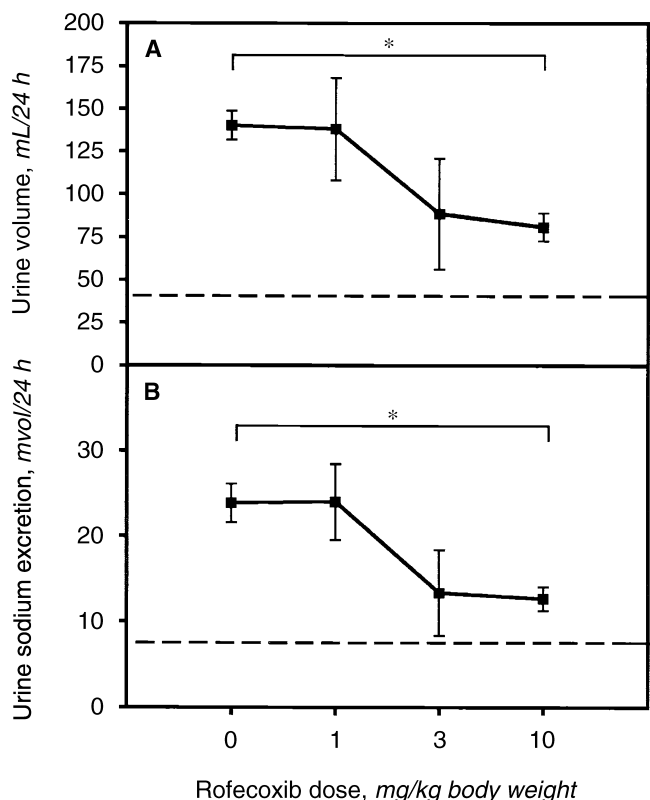 A
*
200
175
150
125
100
75
50
25
0
Urine volume, mL/24 h
B
*
30
20
10
0
Urine sodium excretion, mvol/24 h
0 1 3 10
Rofecoxib dose, mg/kg body weight